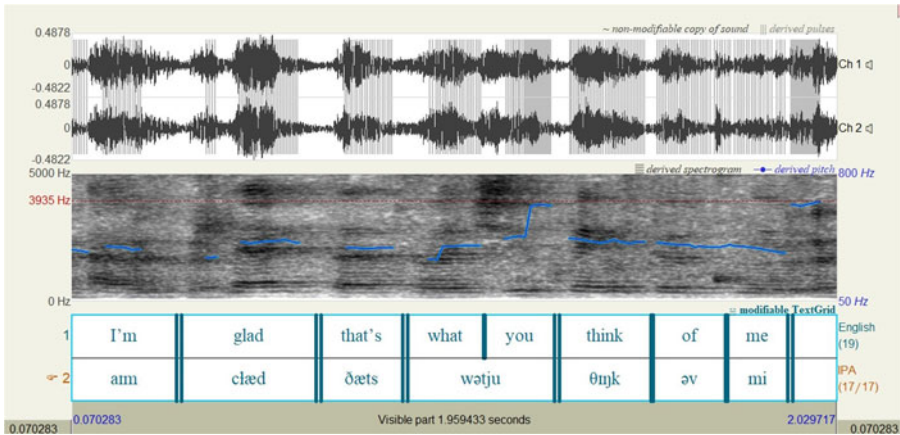 ~ non-modifiable copy of sound derived pulses
0.4878
0 Ch 1
-0.4822
0.4878
0 Ch 2
-0.4822
derived spectrogram derived pitch
5000 Hz 800 Hz
3935 Hz
0 Hz 50 Hz
modifiable TextGrid
1 I'm glad that's what you think of me English
(19)
2 aɪm cłæd ðæts wətju θɪŋk əv mi IPA
(17/17)
0.070283 Visible part 1.959433 seconds 2.029717
0.070283 0.070283